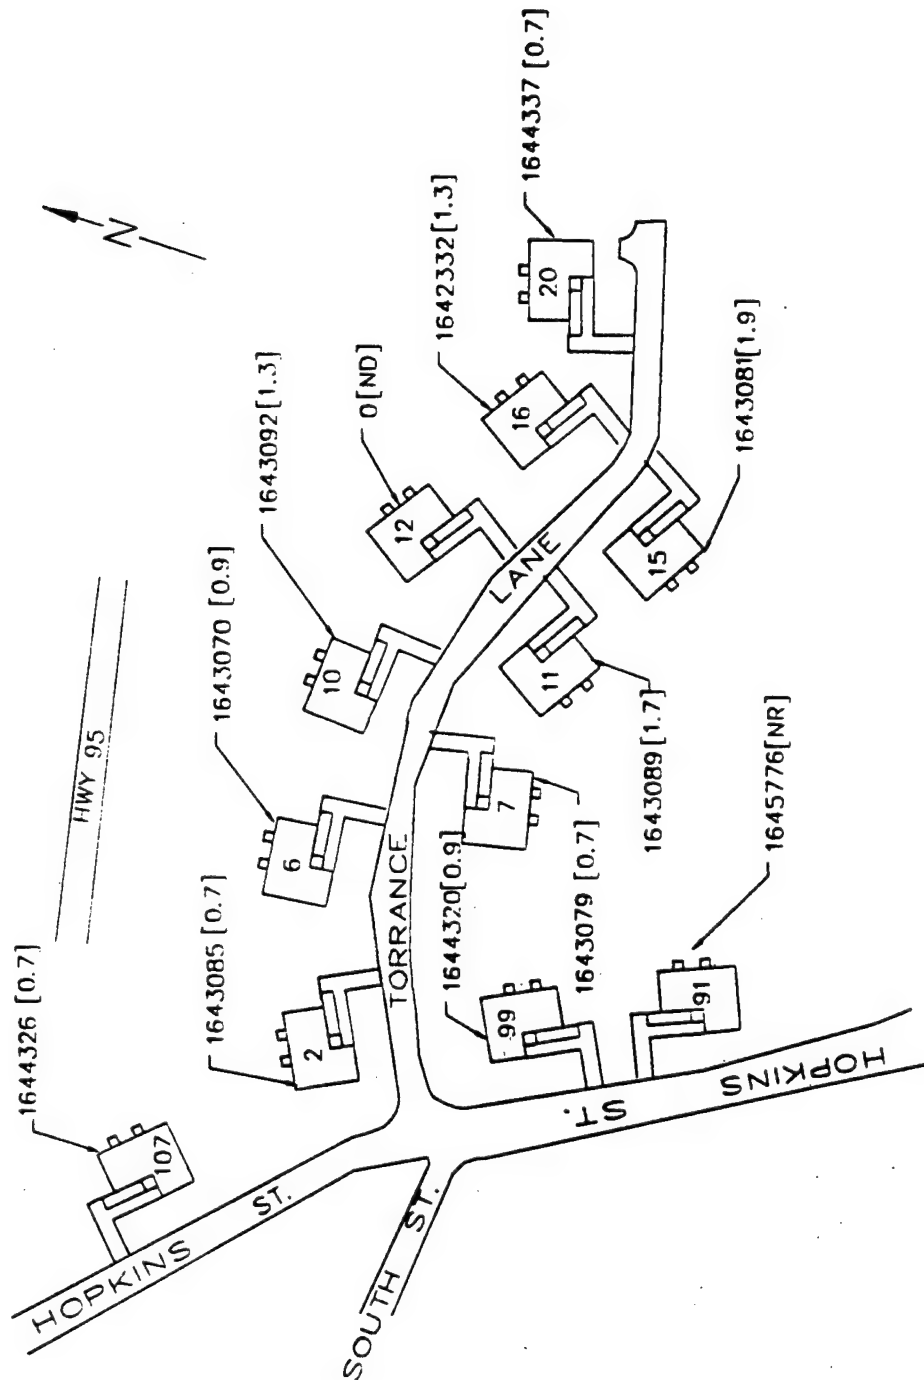 1644337 [0.7]
20
1642332[1.3]
16
0[ND]
12
1643081[1.9]
15
1643092[1.3]
10
LANE
11
1643089[1.7]
1643070 [0.9]
6
7
1643079 [0.7]
HWY 95
1645776[NR]
91
1643085 [0.7]
2
TORRANCE
1644320[0.9]
99
1644326 [0.7]
107
HOPKINS ST.
HOPKINS ST.
SOUTH ST.
N